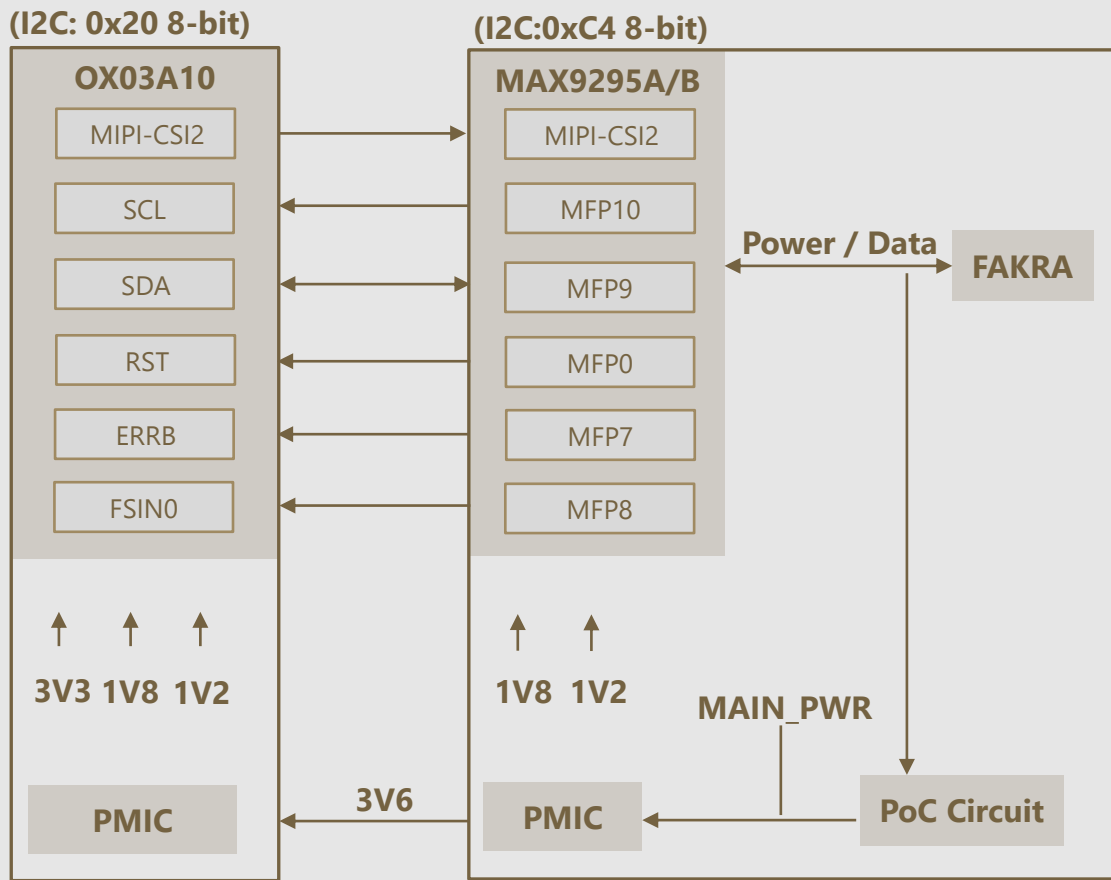 (I2C: 0x20 8-bit)
OX03A10
MIPI-CSI2
SCL
SDA
RST
ERRB
FSIN0
3V3 1V8 1V2
PMIC
3V6
(I2C:0xC4 8-bit)
MAX9295A/B
MIPI-CSI2
MFP10
MFP9
MFP0
MFP7
MFP8
1V8 1V2
PMIC
Power / Data
FAKRA
MAIN_PWR
PoC Circuit